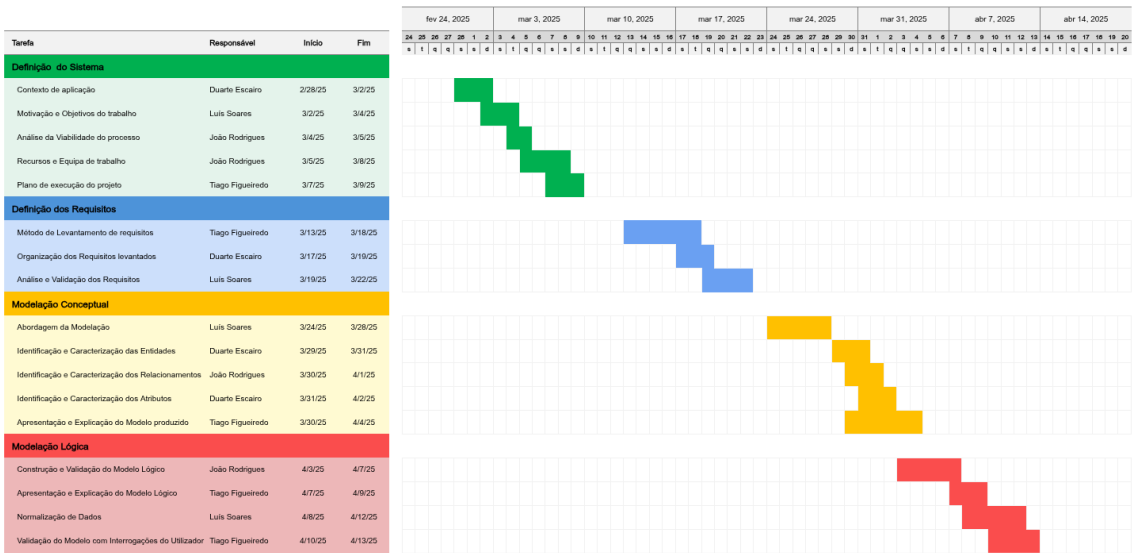 fev 24, 2025 mar 3, 2025 mar 10, 2025 mar 17, 2025 mar 24, 2025 mar 31, 2025 abr 7, 2025 abr 14, 2025
Tarefa Responsável Início Fim 24 25 26 27 28 1 2 3 4 5 6 7 8 9 10 11 12 13 14 15 16 17 18 19 20 21 22 23 24 25 26 27 28 29 30 31 1 2 3 4 5 6 7 8 9 10 11 12 13 14 15 16 17 18 19 20
s t q q s s d s t q q s s d s t q q s s d s t q q s s d s t q q s s d s t q q s s d s t q q s s d s t q q s s d
Definição do Sistema
Contexto de aplicação Duarte Escairo 2/28/25 3/2/25
Motivação e Objetivos do trabalho Luís Soares 3/2/25 3/4/25
Análise da Viabilidade do processo João Rodrigues 3/4/25 3/5/25
Recursos e Equipa de trabalho João Rodrigues 3/5/25 3/8/25
Plano de execução do projeto Tiago Figueiredo 3/7/25 3/9/25
Definição dos Requisitos
Método de Levantamento de requisitos Tiago Figueiredo 3/13/25 3/18/25
Organização dos Requisitos levantados Duarte Escairo 3/17/25 3/19/25
Análise e Validação dos Requisitos Luís Soares 3/19/25 3/22/25
Modelação Conceptual
Abordagem da Modelação Luís Soares 3/24/25 3/28/25
Identificação e Caracterização das Entidades Duarte Escairo 3/29/25 3/31/25
Identificação e Caracterização dos Relacionamentos João Rodrigues 3/30/25 4/1/25
Identificação e Caracterização dos Atributos Duarte Escairo 3/31/25 4/2/25
Apresentação e Explicação do Modelo produzido Tiago Figueiredo 3/30/25 4/4/25
Modelação Lógica
Construção e Validação do Modelo Lógico João Rodrigues 4/3/25 4/7/25
Apresentação e Explicação do Modelo Lógico Tiago Figueiredo 4/7/25 4/9/25
Normalização de Dados Luís Soares 4/8/25 4/12/25
Validação do Modelo com Interrogações do Utilizador Tiago Figueiredo 4/10/25 4/13/25